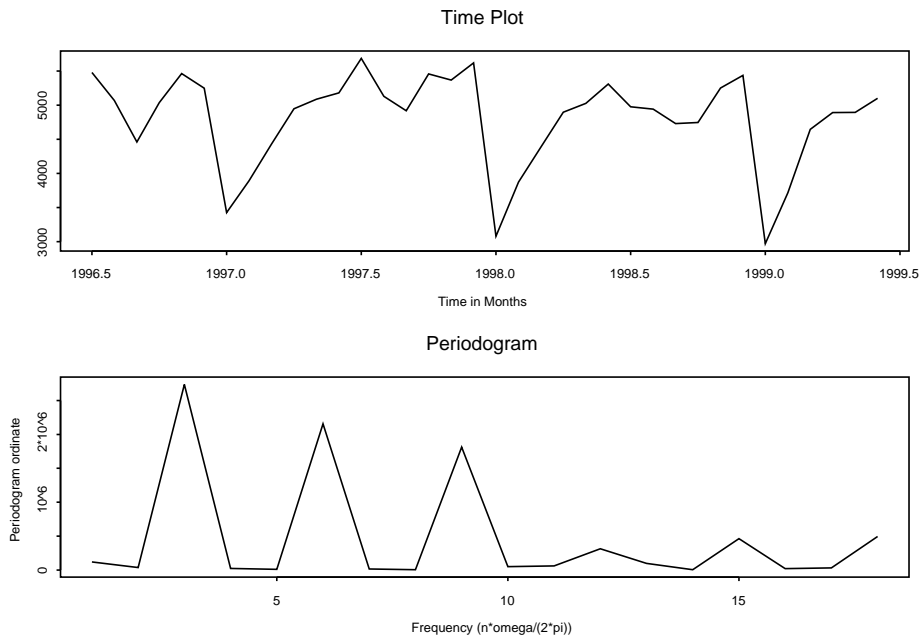 Time Plot
5000
4000
3000
1996.5 1997.0 1997.5 1998.0 1998.5 1999.0 1999.5
Time in Months
Periodogram
Periodogram ordinate
2*10^6
10^6
0
5 10 15
Frequency (n*omega/(2*pi))